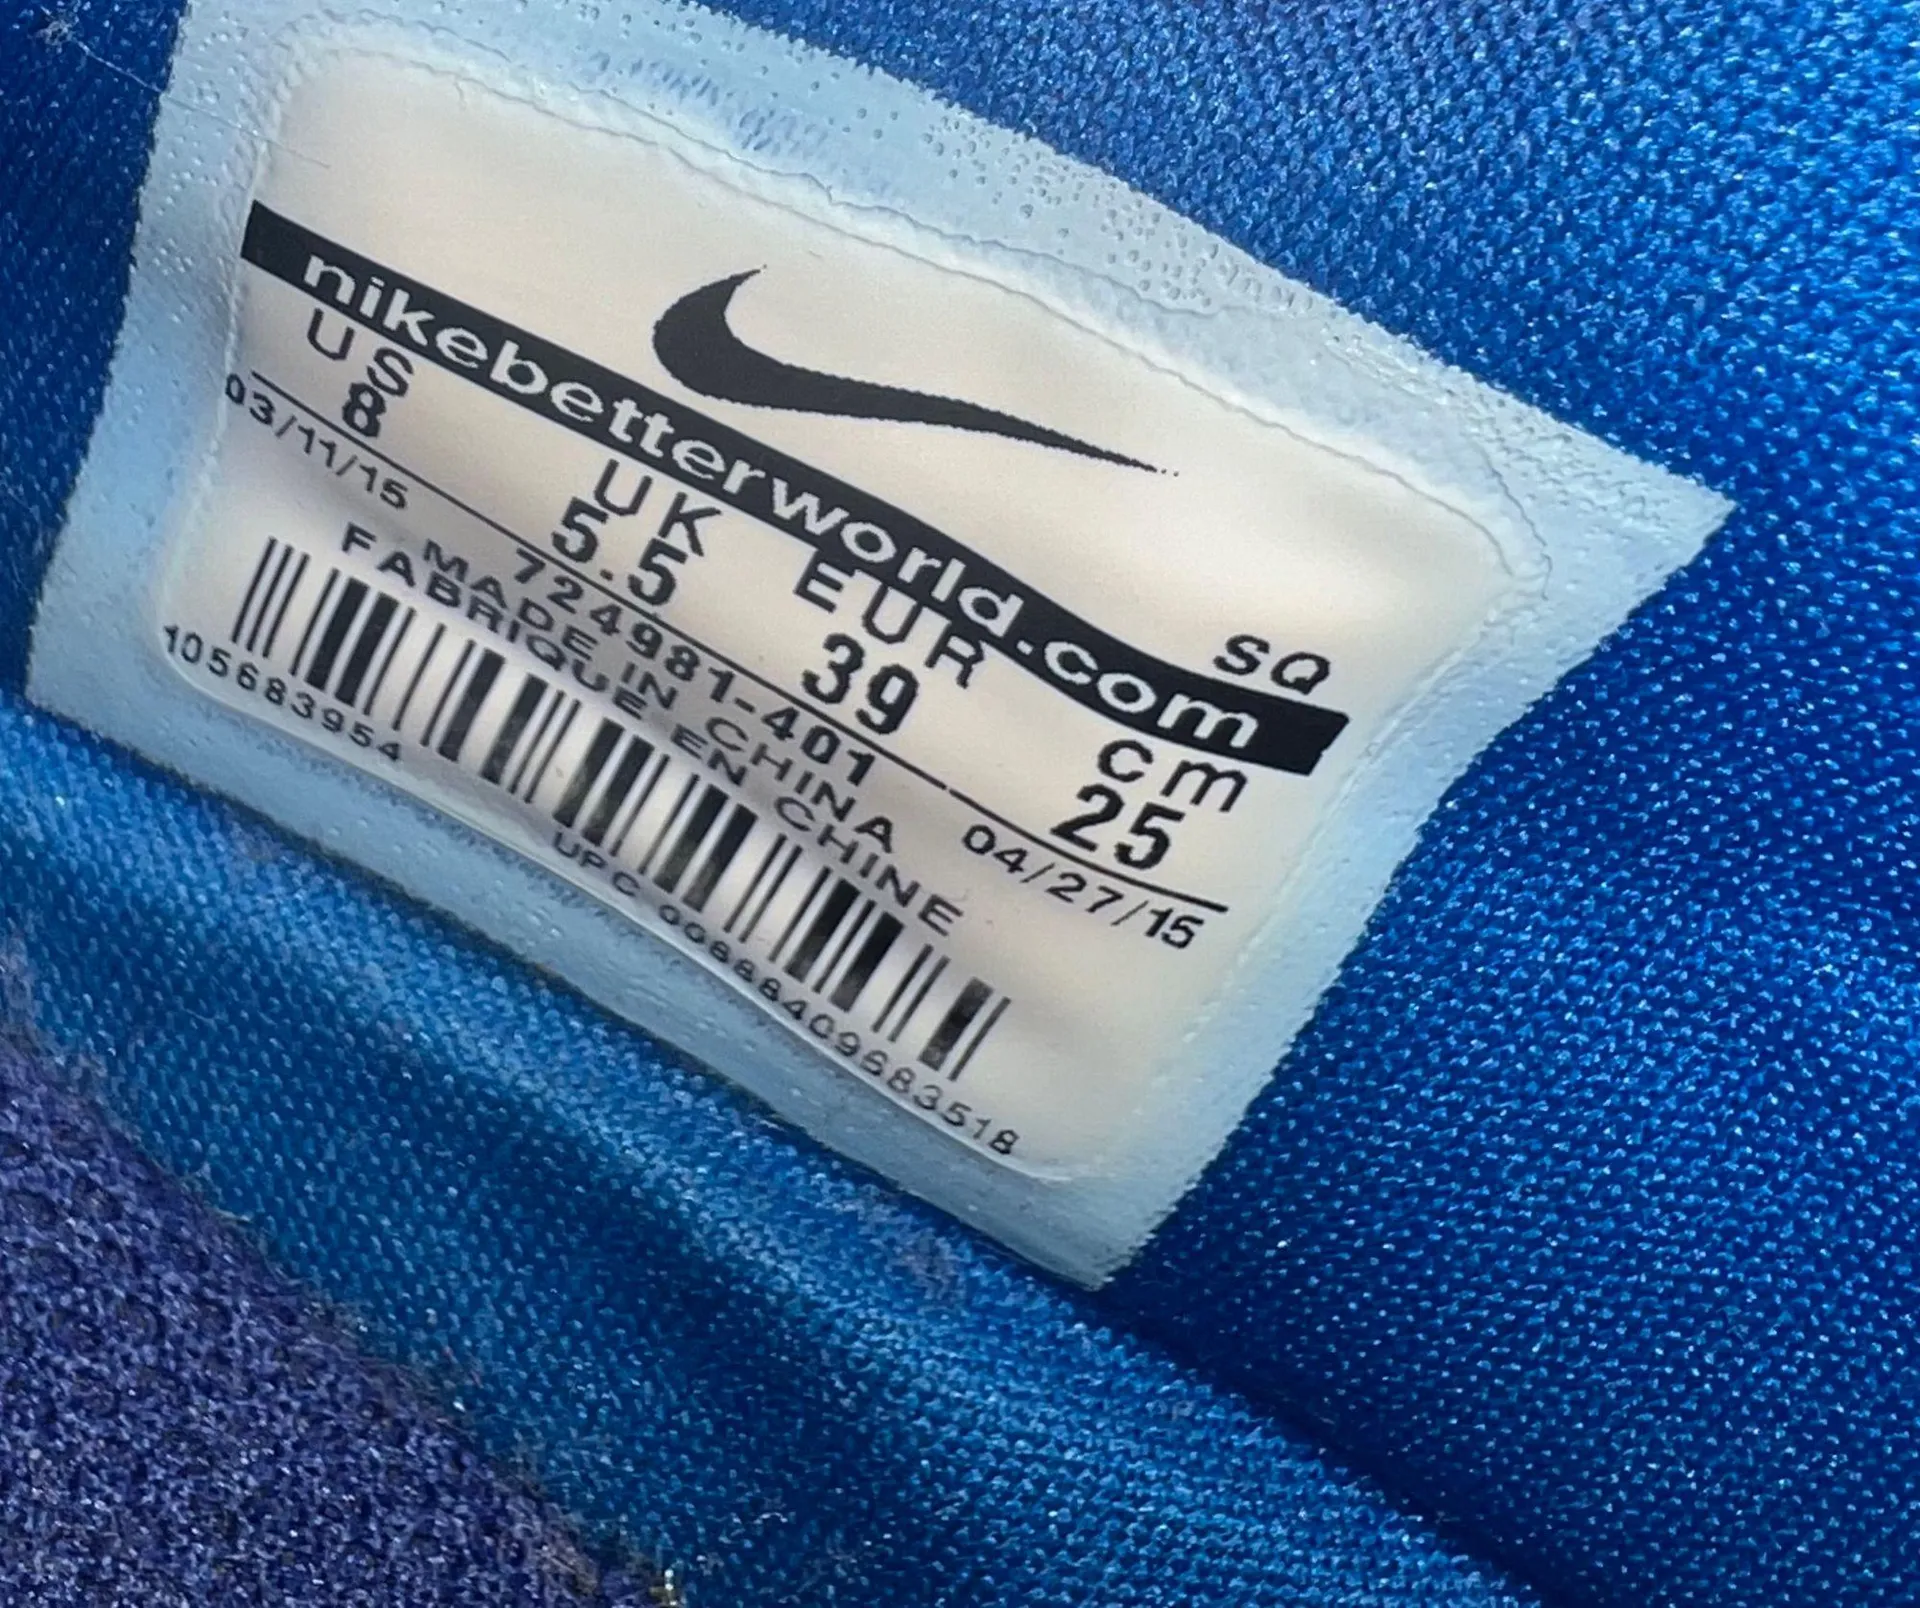 SQ
nikebetterworld.com
US UK EUR cm
8 5.5 39 25
03/11/15 724981-401 04/27/15
MADE IN CHINA
FABRIQUE EN CHINE
105683954
UPC 00888409683518